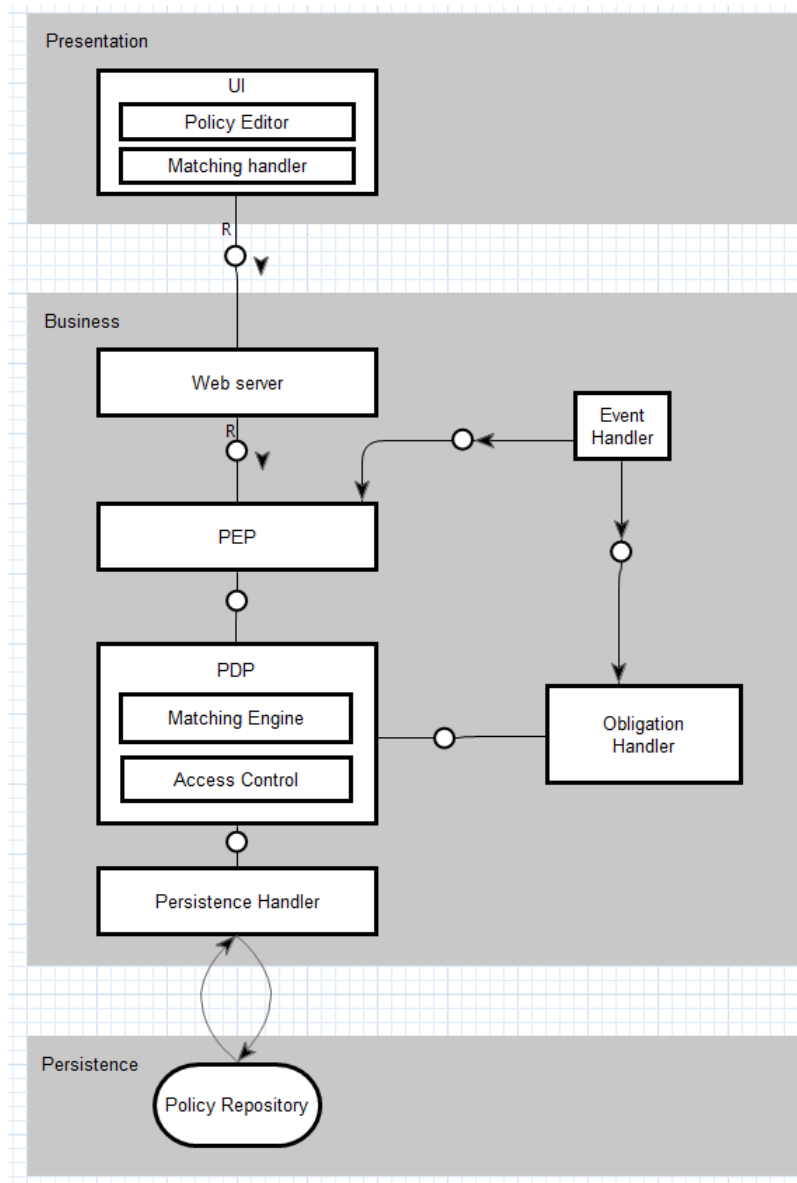 Presentation
UI
Policy Editor
Matching handler
R
Business
Web server
Event
Handler
R
PEP
PDP
Matching Engine
Access Control
Obligation
Handler
Persistence Handler
Persistence
Policy Repository